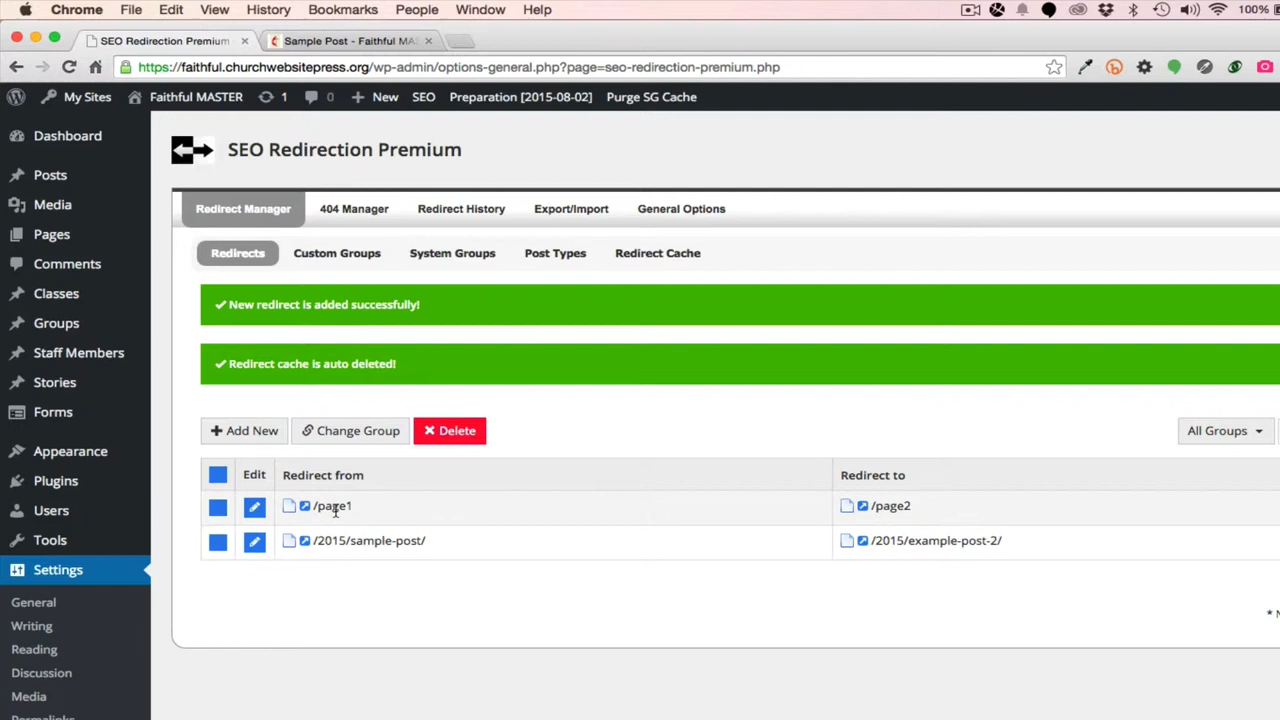 Chrome File Edit View History Bookmarks People Window Help 100%
SEO Redirection Premium Sample Post - Faithful MA
https://faithful.churchwebsitepress.org/wp-admin/options-general.php?page=seo-redirection-premium.php
My Sites Faithful MASTER 1 0 New SEO Preparation [2015-08-02] Purge SG Cache
Dashboard
Posts
Media
Pages
Comments
Classes
Groups
Staff Members
Stories
Forms
Appearance
Plugins
Users
Tools
Settings
General
Writing
Reading
Discussion
Media
Permalinks
SEO Redirection Premium
Redirect Manager 404 Manager Redirect History Export/Import General Options
Redirects Custom Groups System Groups Post Types Redirect Cache
New redirect is added successfully!
Redirect cache is auto deleted!
Add New Change Group Delete All Groups
Edit Redirect from Redirect to
/page1 /page2
/2015/sample-post/ /2015/example-post-2/